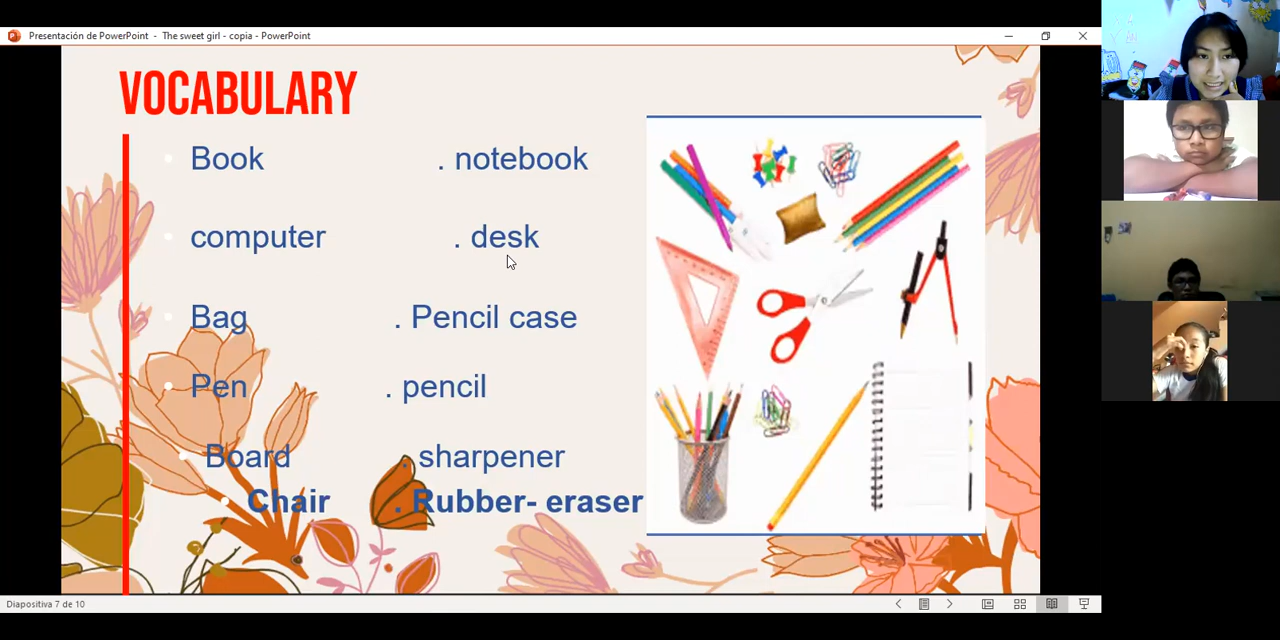 Presentación de PowerPoint - The sweet girl - copia - PowerPoint
VOCABULARY
Book . notebook
computer . desk
Bag . Pencil case
Pen . pencil
Board . sharpener
Chair . Rubber- eraser
Diapositiva 7 de 10